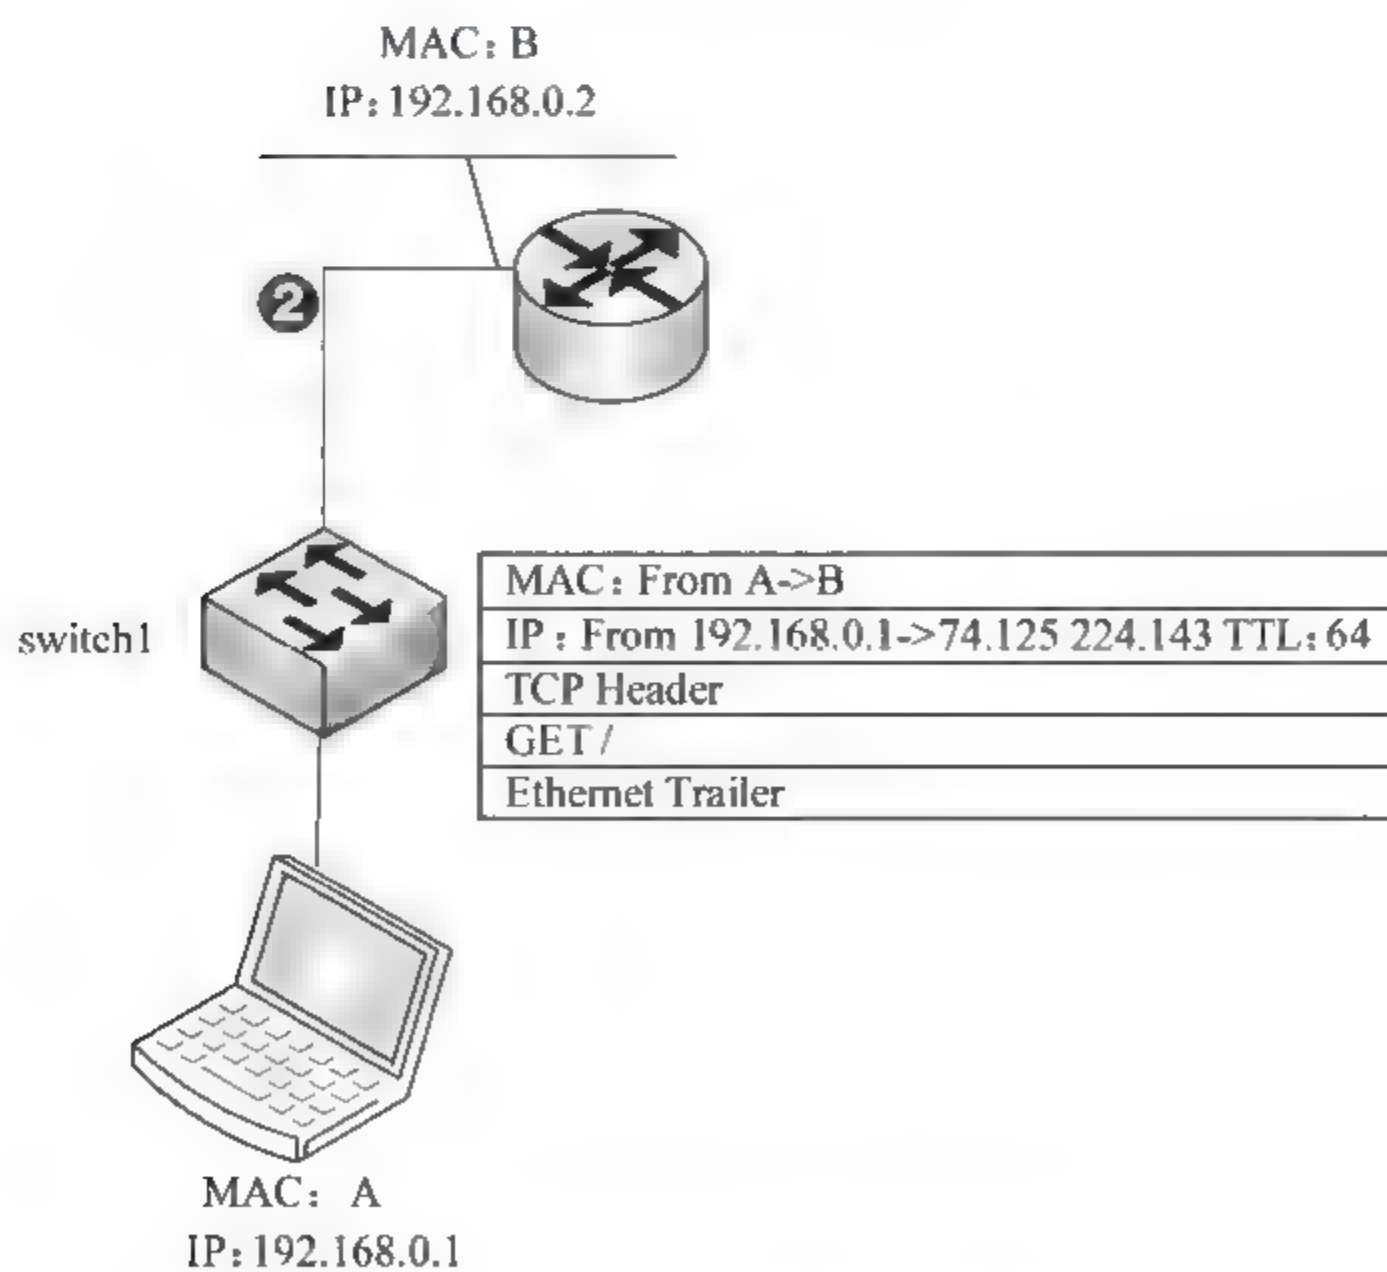 MAC: B
IP: 192.168.0.2
2
switch1
MAC: From A->B
IP: From 192.168.0.1->74.125 224.143 TTL: 64
TCP Header
GET /
Ethernet Trailer
MAC: A
IP: 192.168.0.1